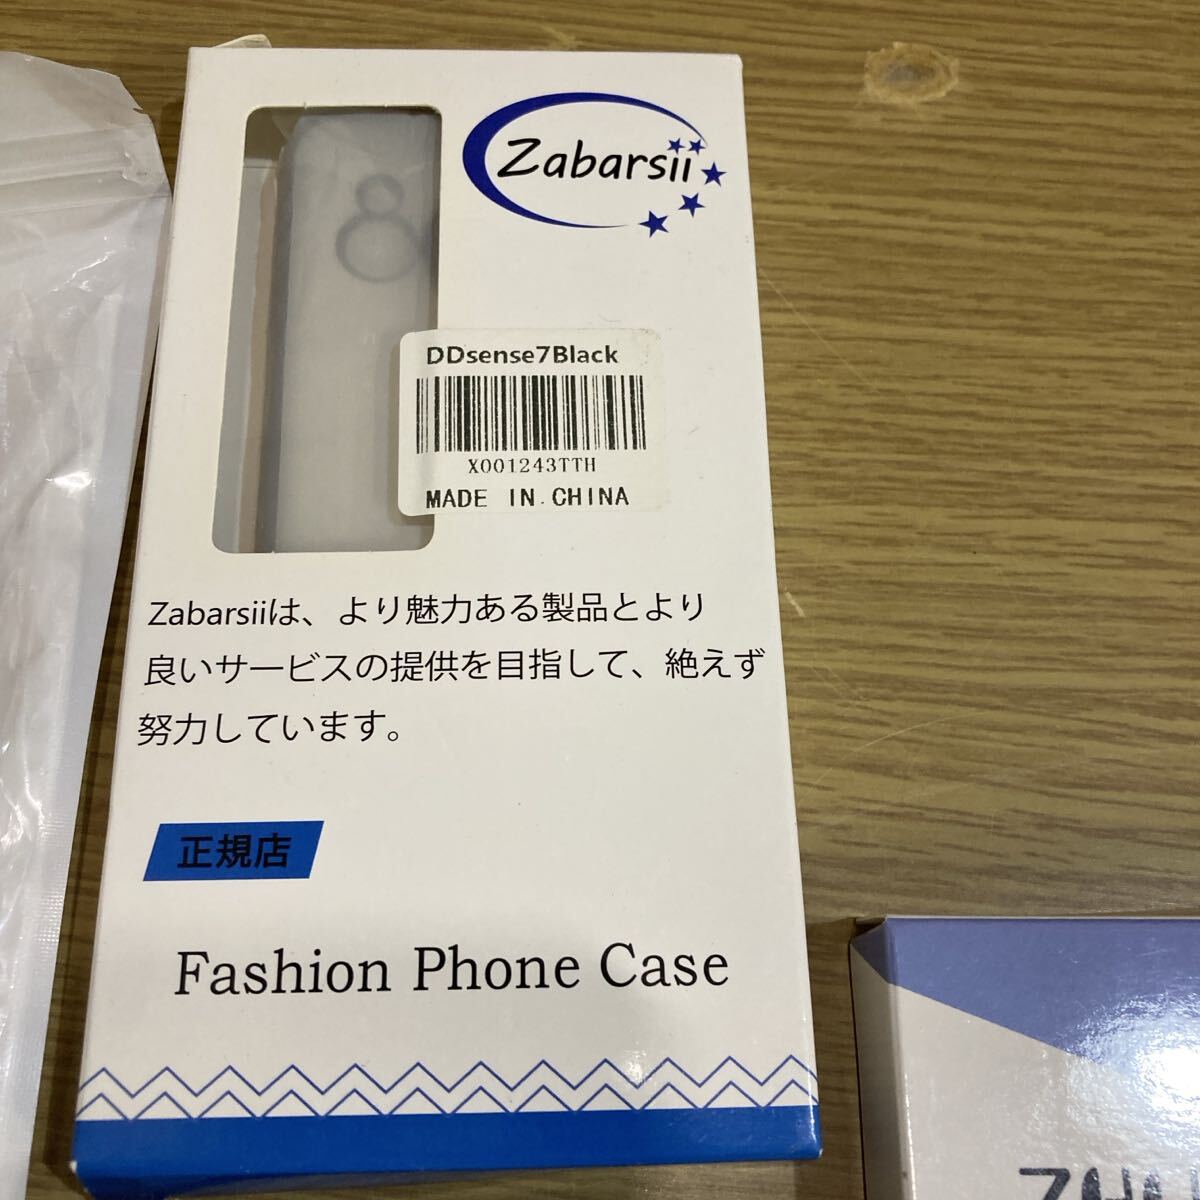 Zabarsii
DDsense7Black
X001243TTH
MADE IN CHINA
Zabarsiiは、より魅力ある製品とより
良いサービスの提供を目指して、絶えず
努力しています。
正規店
Fashion Phone Case